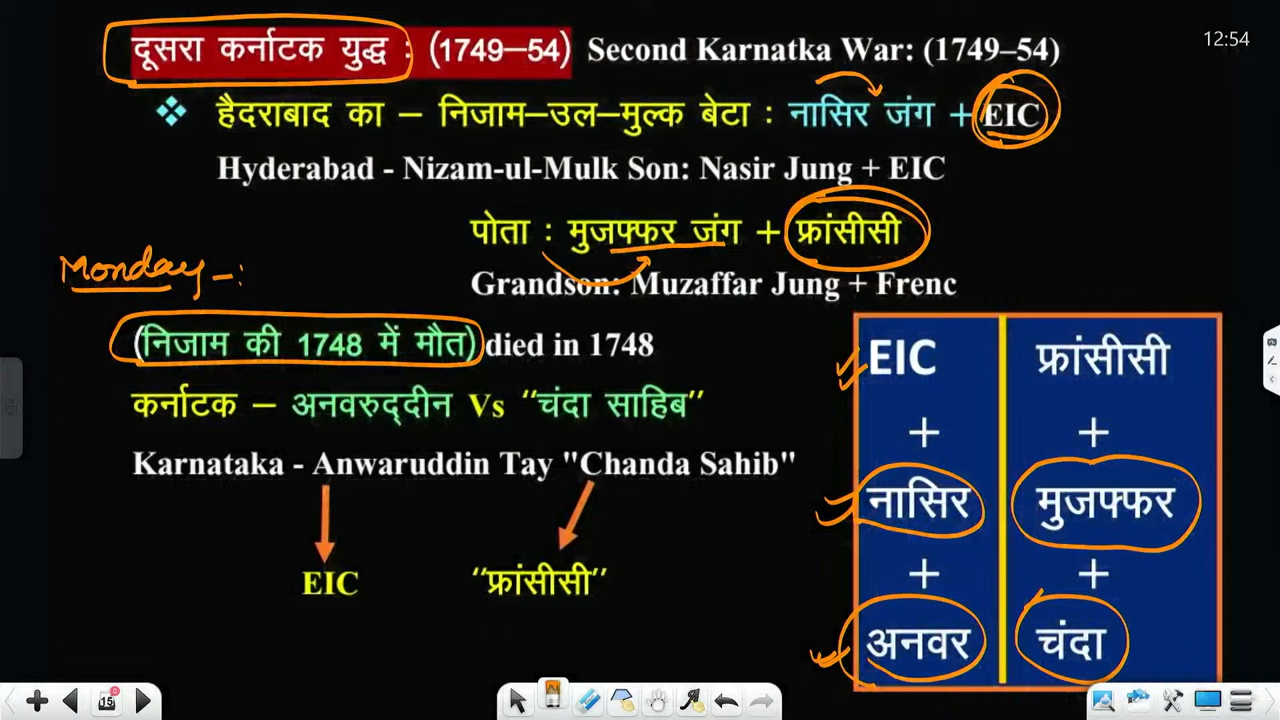 12:54
दूसरा कर्नाटक युद्ध : (1749–54) Second Karnatka War: (1749–54)
❖ हैदराबाद का – निजाम–उल–मुल्क बेटा : नासिर जंग + EIC
Hyderabad - Nizam-ul-Mulk Son: Nasir Jung + EIC
पोता : मुजफ्फर जंग + फ्रांसीसी
Monday -:
Grandson: Muzaffar Jung + Frenc
(निजाम की 1748 में मौत) died in 1748
कर्नाटक – अनवरुद्दीन Vs "चंदा साहिब"
Karnataka - Anwaruddin Tay "Chanda Sahib"
EIC "फ्रांसीसी"
EIC फ्रांसीसी
+ +
नासिर मुजफ्फर
+ +
अनवर चंदा
15